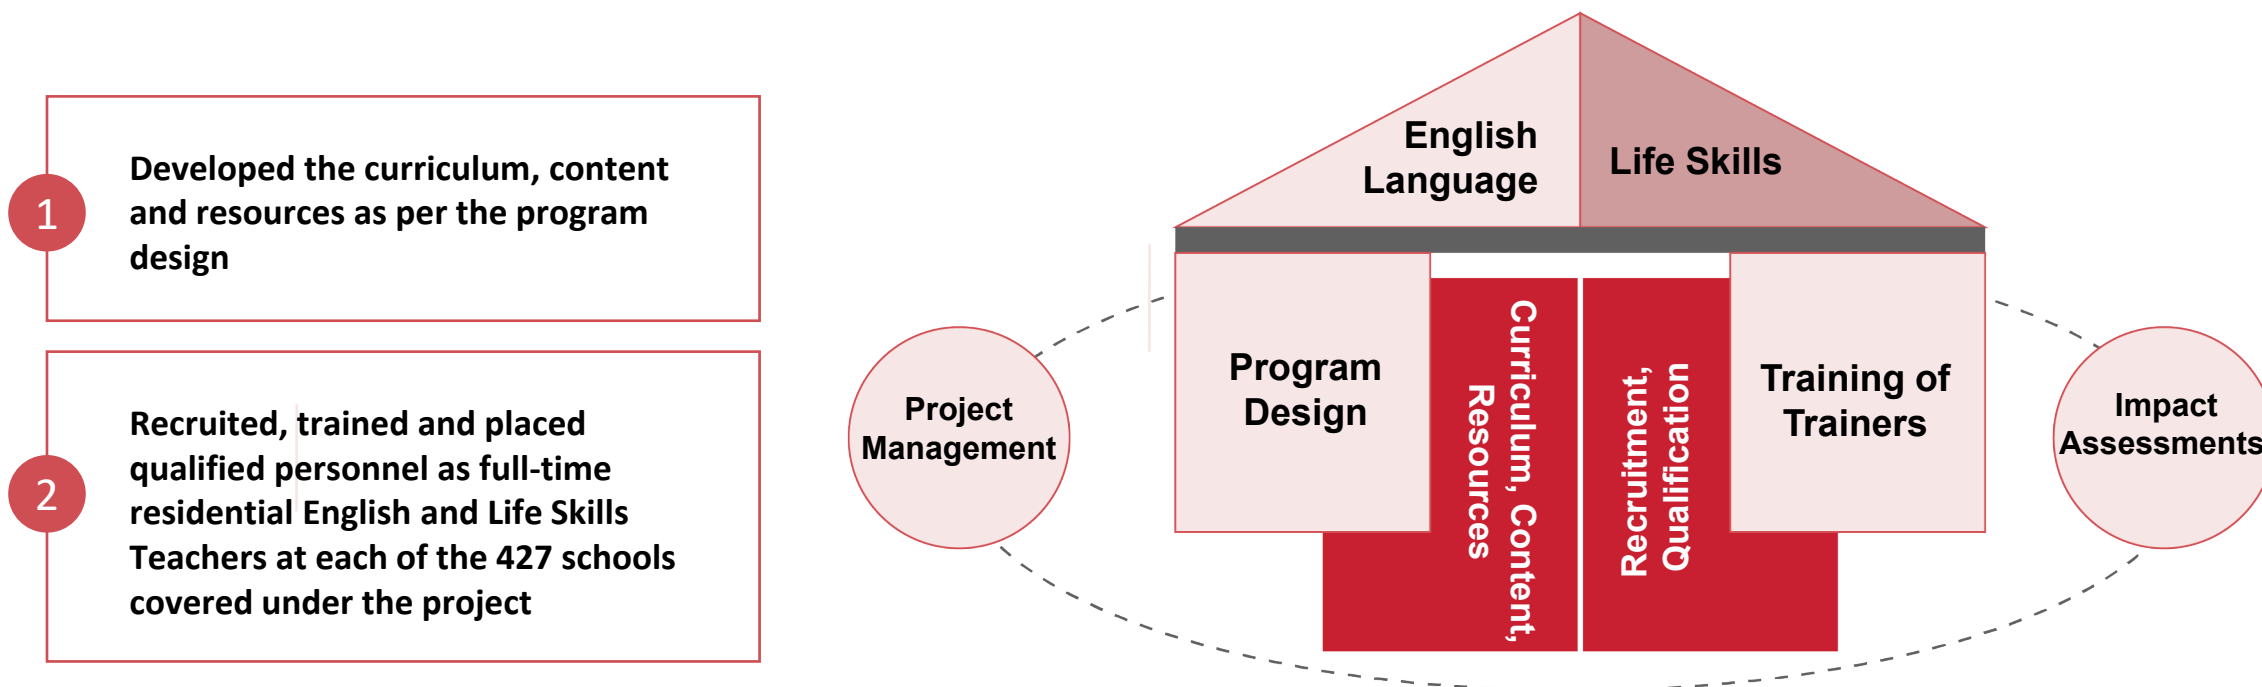 1
Developed the curriculum, content
and resources as per the program
design
2
Recruited, trained and placed
qualified personnel as full-time
residential English and Life Skills
Teachers at each of the 427 schools
covered under the project
English
Language
Life Skills
Project
Management
Program
Design
Curriculum, Content,
Resources
Recruitment,
Qualification
Training of
Trainers
Impact
Assessments